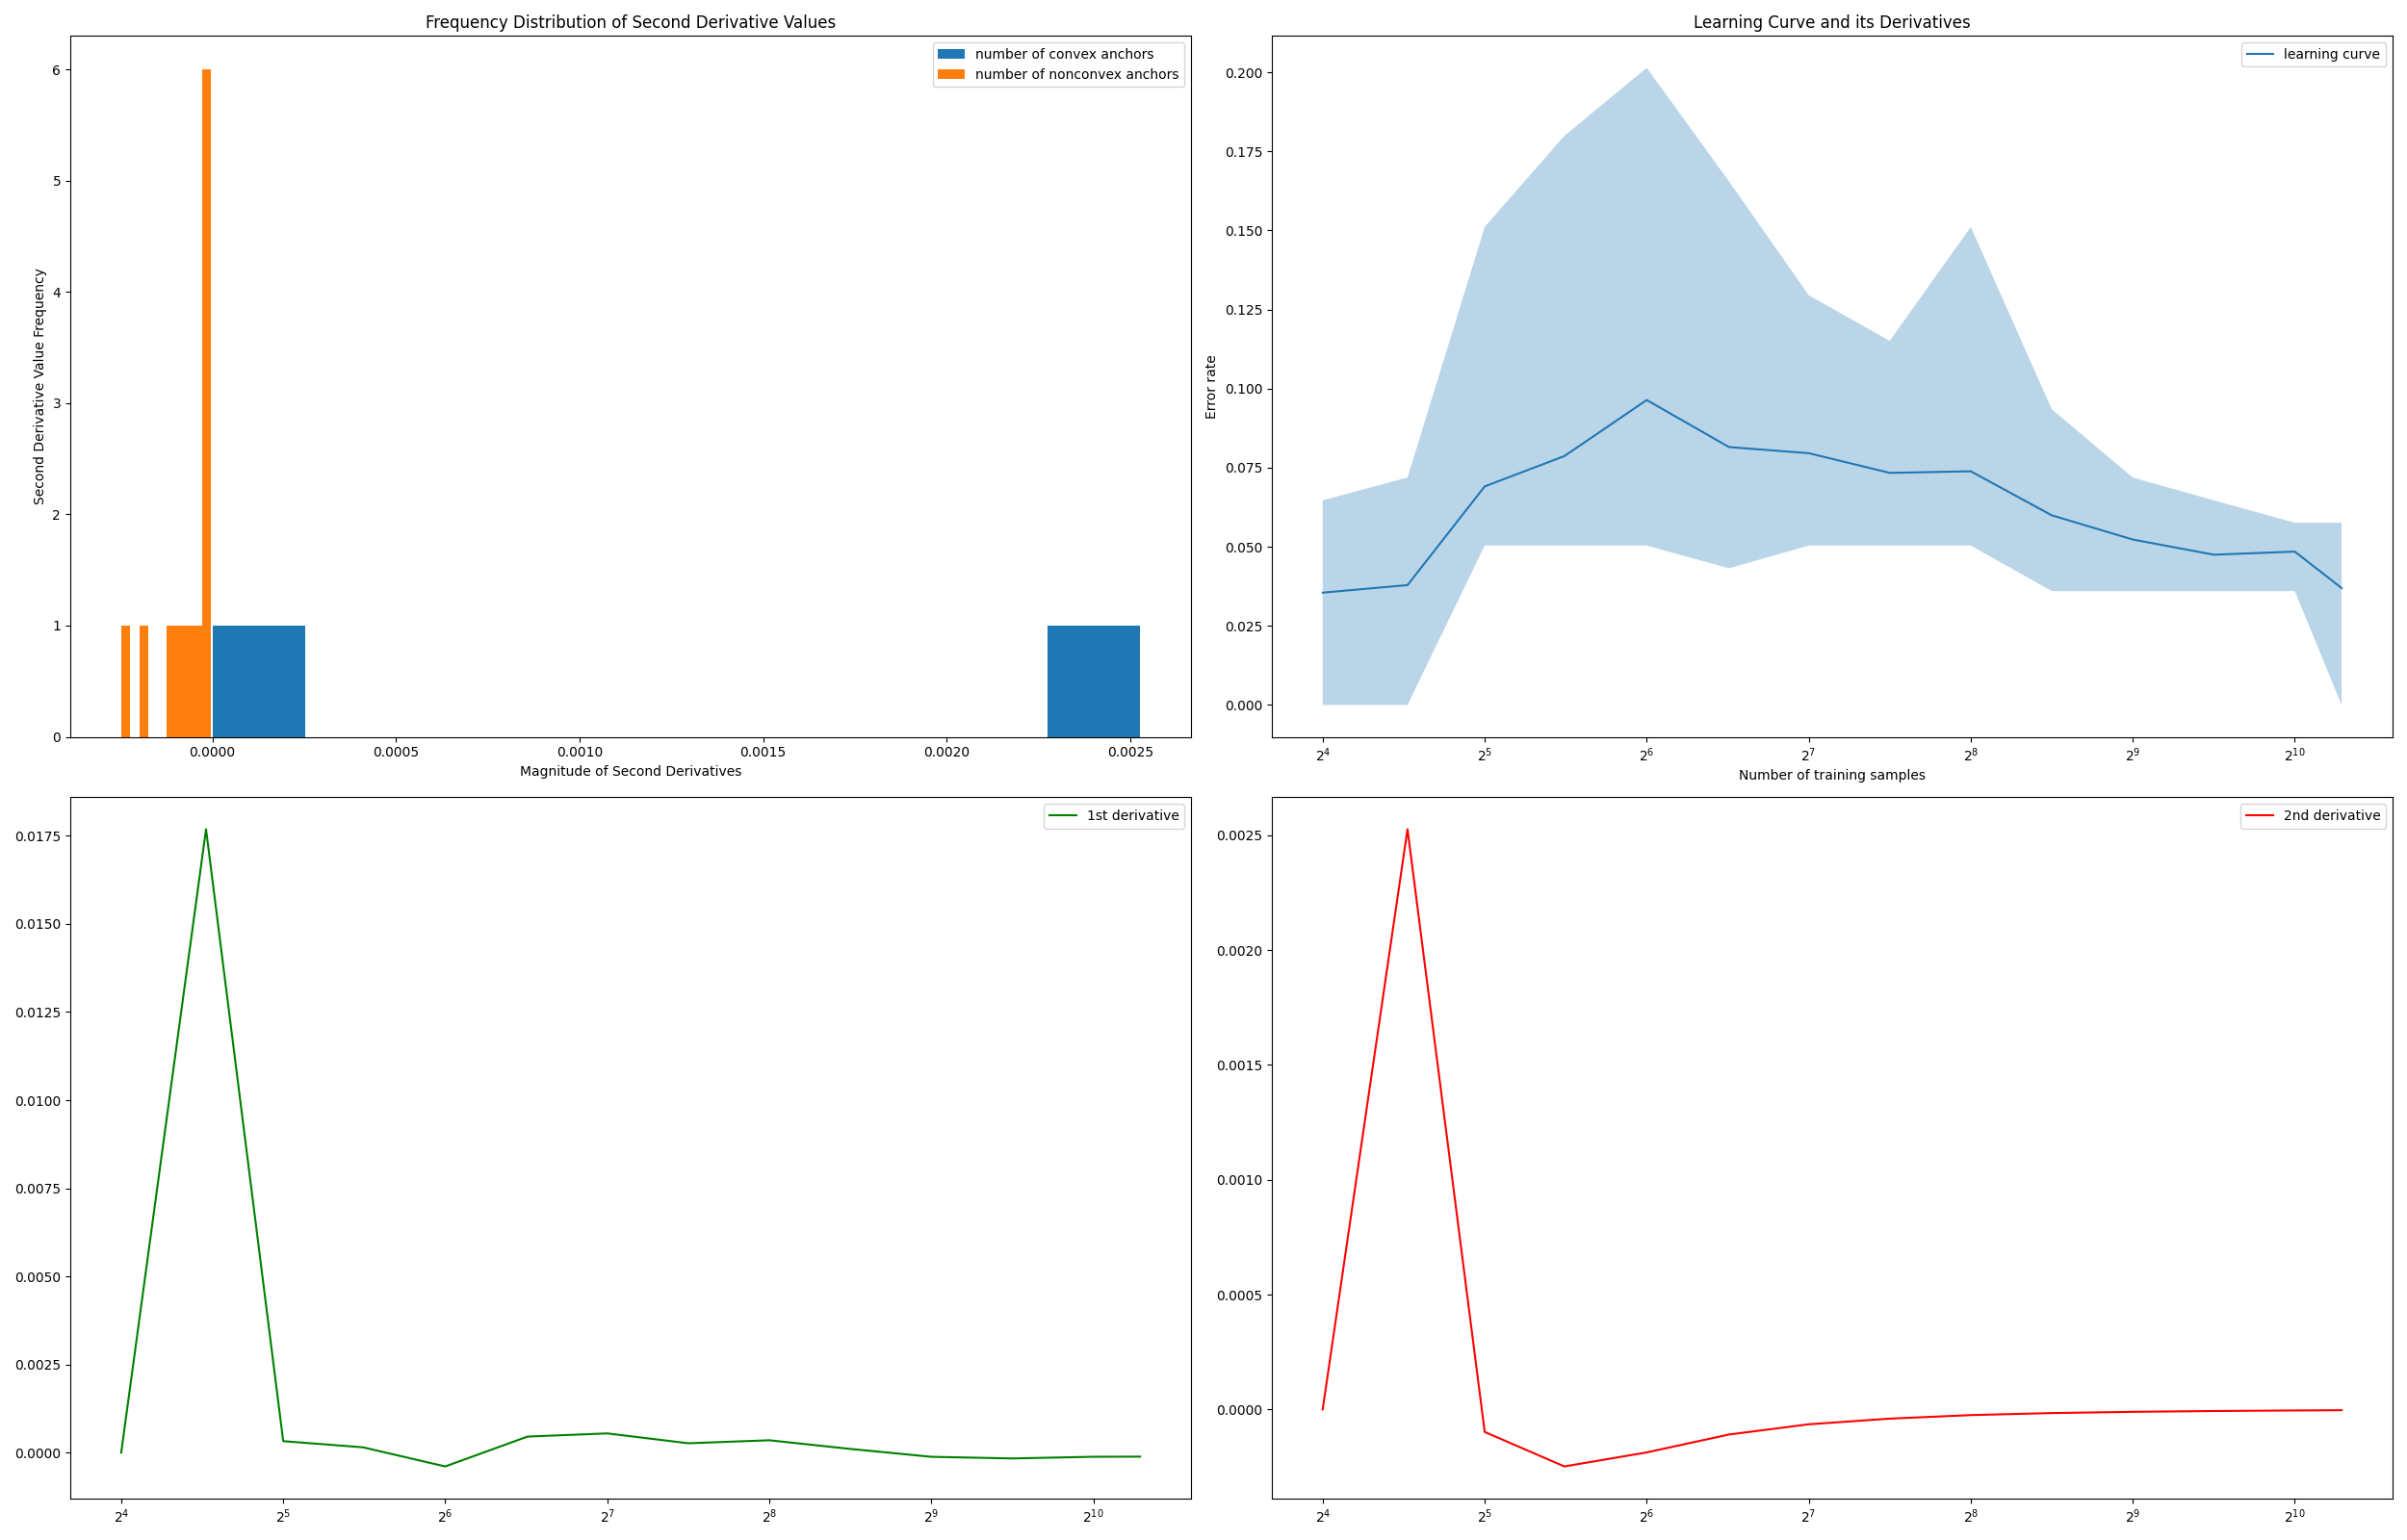 Frequency Distribution of Second Derivative Values
number of convex anchors
number of nonconvex anchors
Second Derivative Value Frequency
6
5
4
3
2
1
0
0.0000 0.0005 0.0010 0.0015 0.0020 0.0025
Magnitude of Second Derivatives
Learning Curve and its Derivatives
learning curve
Error rate
0.200
0.175
0.150
0.125
0.100
0.075
0.050
0.025
0.000
2⁴ 2⁵ 2⁶ 2⁷ 2⁸ 2⁹ 2¹⁰
Number of training samples
1st derivative
0.0175
0.0150
0.0125
0.0100
0.0075
0.0050
0.0025
0.0000
2⁴ 2⁵ 2⁶ 2⁷ 2⁸ 2⁹ 2¹⁰
2nd derivative
0.0025
0.0020
0.0015
0.0010
0.0005
0.0000
2⁴ 2⁵ 2⁶ 2⁷ 2⁸ 2⁹ 2¹⁰